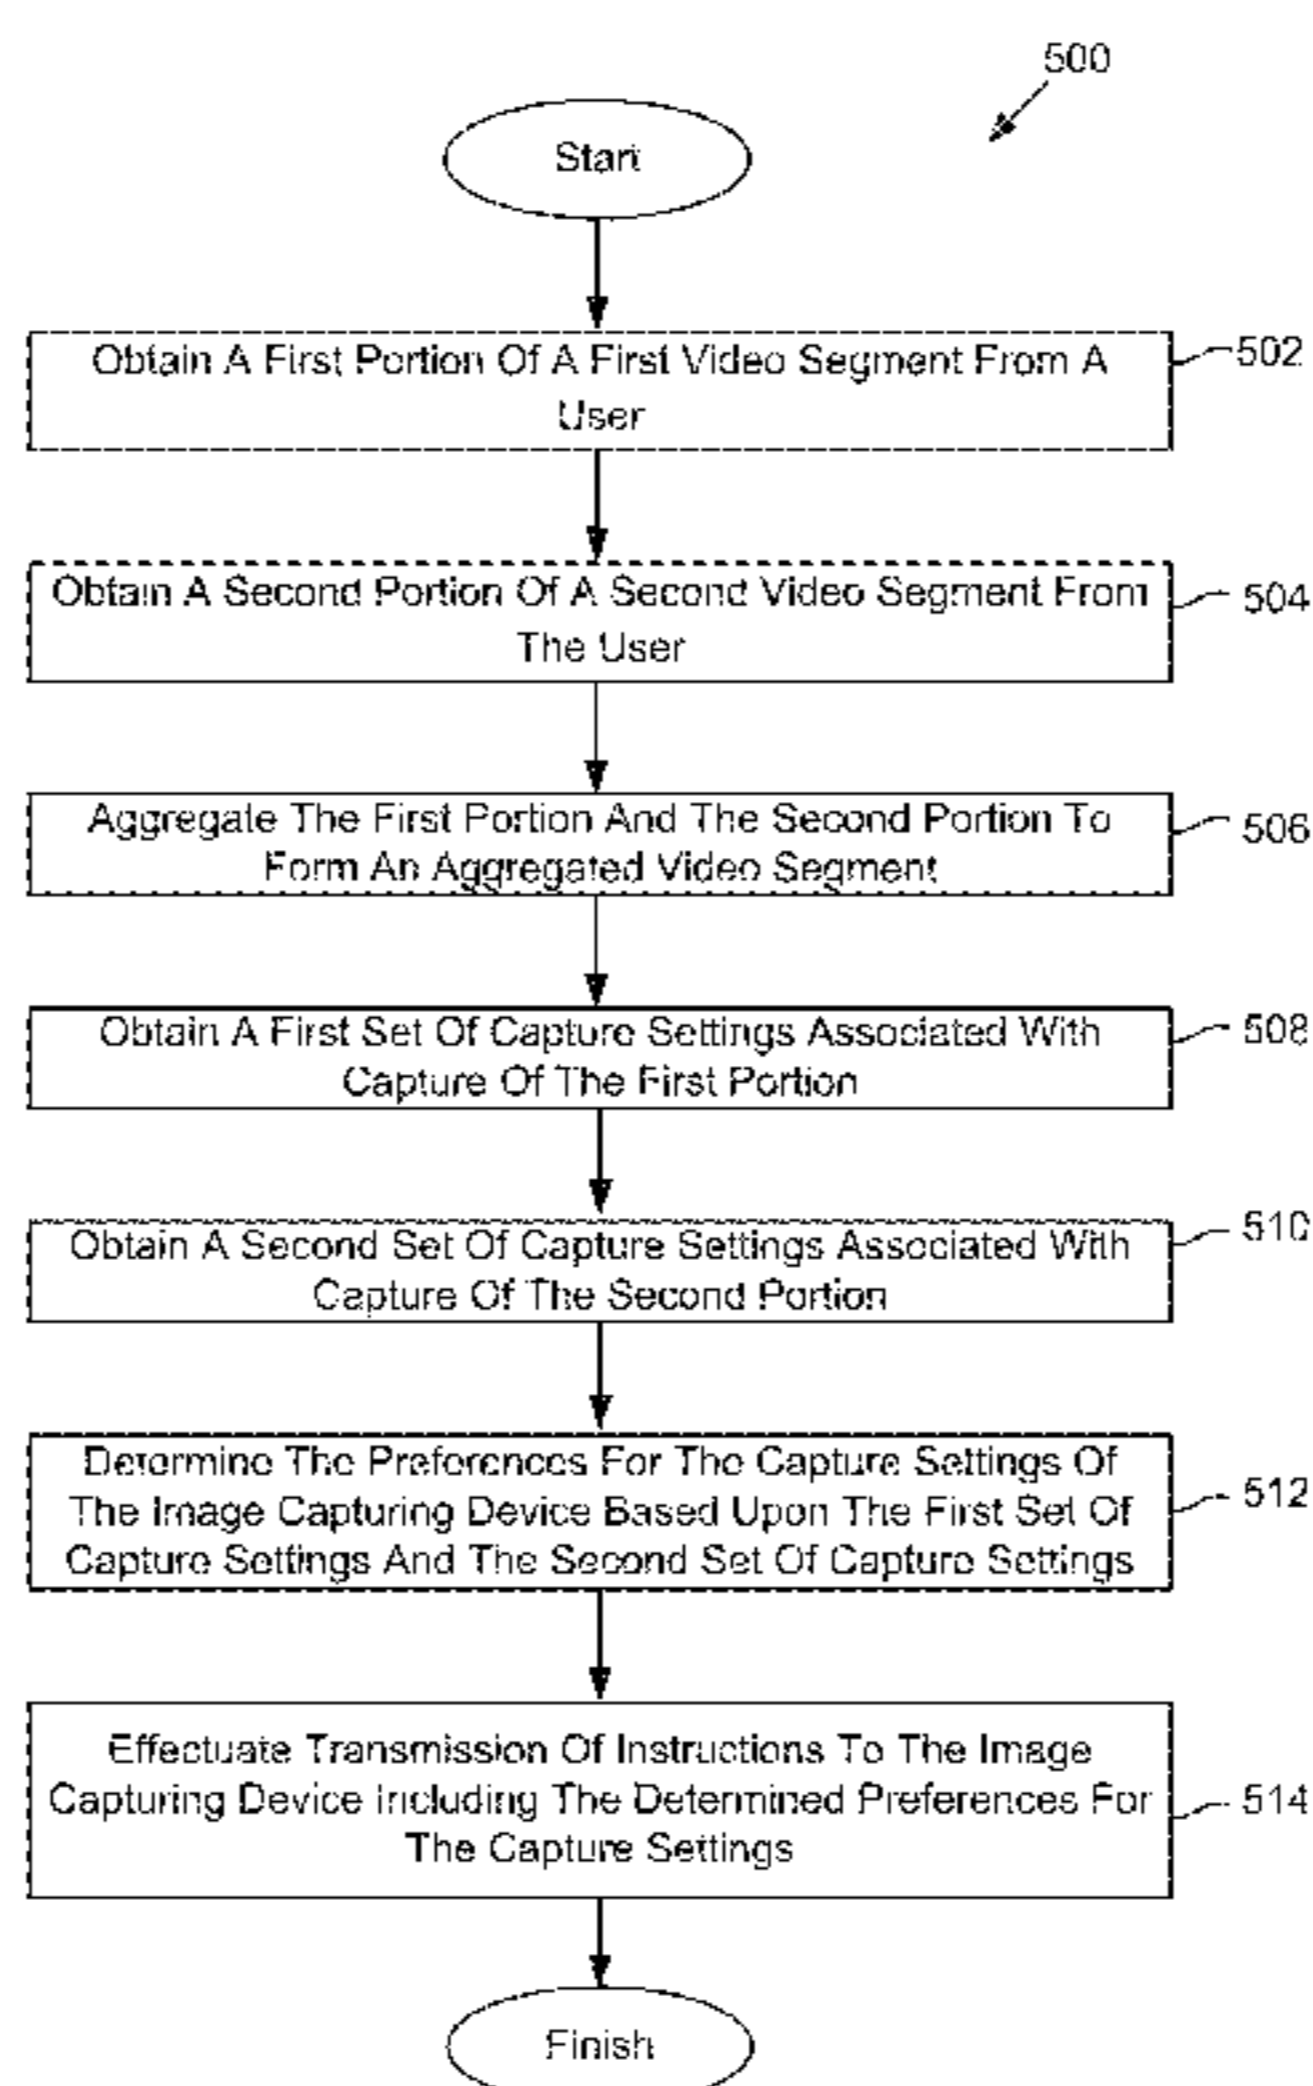 500
Start
Obtain A First Portion Of A First Video Segment From A
User
502
Obtain A Second Portion Of A Second Video Segment From
The User
504
Aggregate The First Portion And The Second Portion To
Form An Aggregated Video Segment
506
Obtain A First Set Of Capture Settings Associated With
Capture Of The First Portion
508
Obtain A Second Set Of Capture Settings Associated With
Capture Of The Second Portion
510
Determine The Preferences For The Capture Settings Of
The Image Capturing Device Based Upon The First Set Of
Capture Settings And The Second Set Of Capture Settings
512
Effectuate Transmission Of Instructions To The Image
Capturing Device Including The Determined Preferences For
The Capture Settings
514
Finish